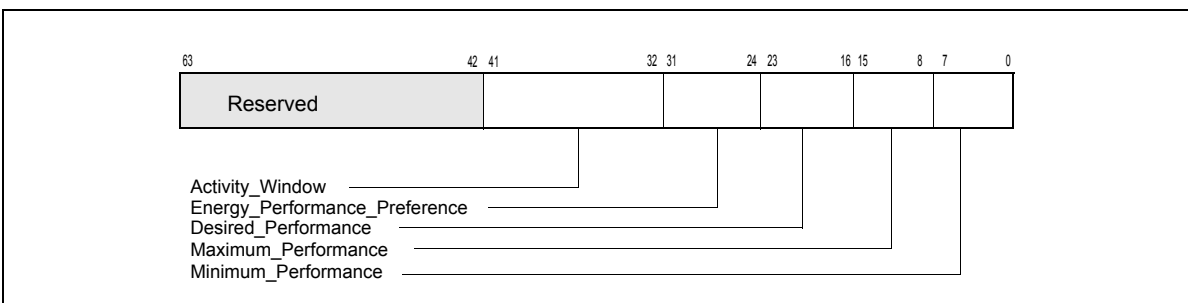 63 42 41 32 31 24 23 16 15 8 7 0
Reserved
Activity_Window
Energy_Performance_Preference
Desired_Performance
Maximum_Performance
Minimum_Performance